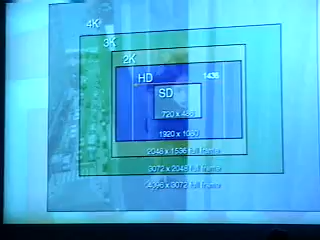 4K
3K
2K
HD 1436
SD
720 x 486
1920 x 1080
2048 x 1536 full frame
3072 x 2048 full frame
4096 x 3072 full frame